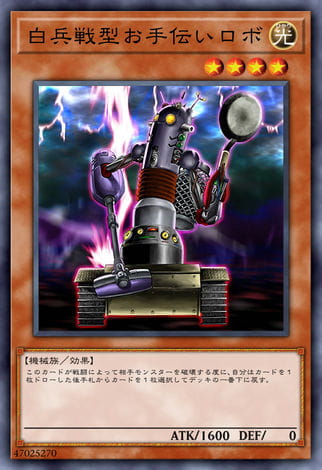 白兵戦型お手伝いロボ
光
【機械族／効果】
このカードが戦闘によって相手モンスターを破壊する度に、自分はカードを１
枚ドローした後手札からカードを１枚選択してデッキの一番下に戻す。
ATK/1600 DEF/ 0
47025270